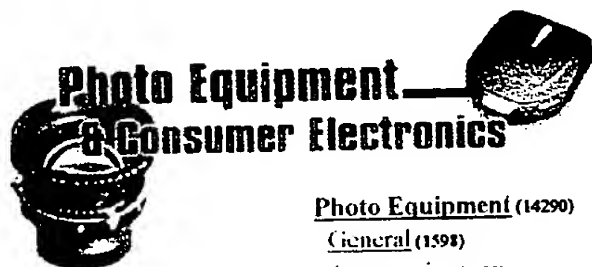 Photo Equipment
& Consumer Electronics
Photo Equipment (14290)
General (1598)